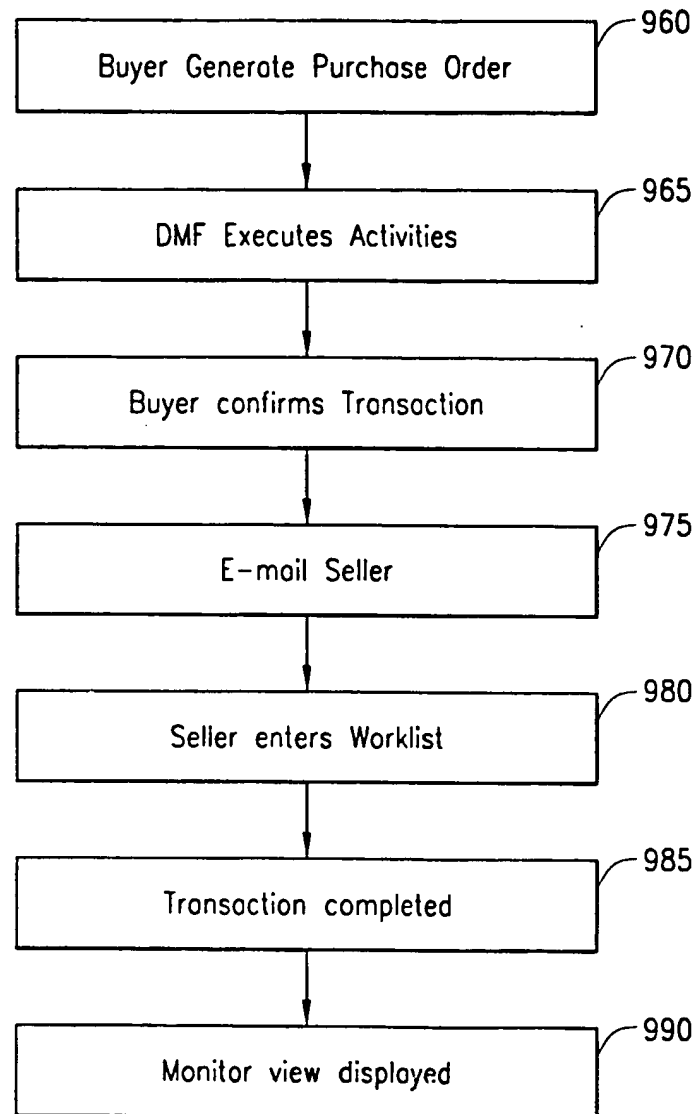 960
Buyer Generate Purchase Order
965
DMF Executes Activities
970
Buyer confirms Transaction
975
E-mail Seller
980
Seller enters Worklist
985
Transaction completed
990
Monitor view displayed